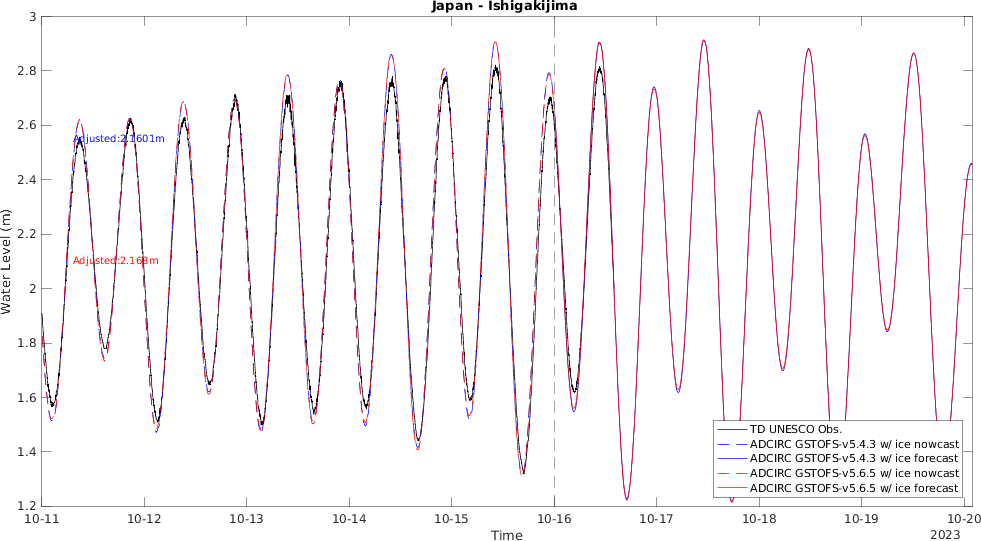 Japan - Ishigakijima
3
2.8
2.6
2.4
2.2
2
1.8
1.6
1.4
1.2
Water Level (m)
Adjusted:2.1601m
Adjusted:2.163m
TD UNESCO Obs.
ADCIRC GSTOFS-v5.4.3 w/ ice nowcast
ADCIRC GSTOFS-v5.4.3 w/ ice forecast
ADCIRC GSTOFS-v5.6.5 w/ ice nowcast
ADCIRC GSTOFS-v5.6.5 w/ ice forecast
10-11 10-12 10-13 10-14 10-15 10-16 10-17 10-18 10-19 10-20
2023
Time